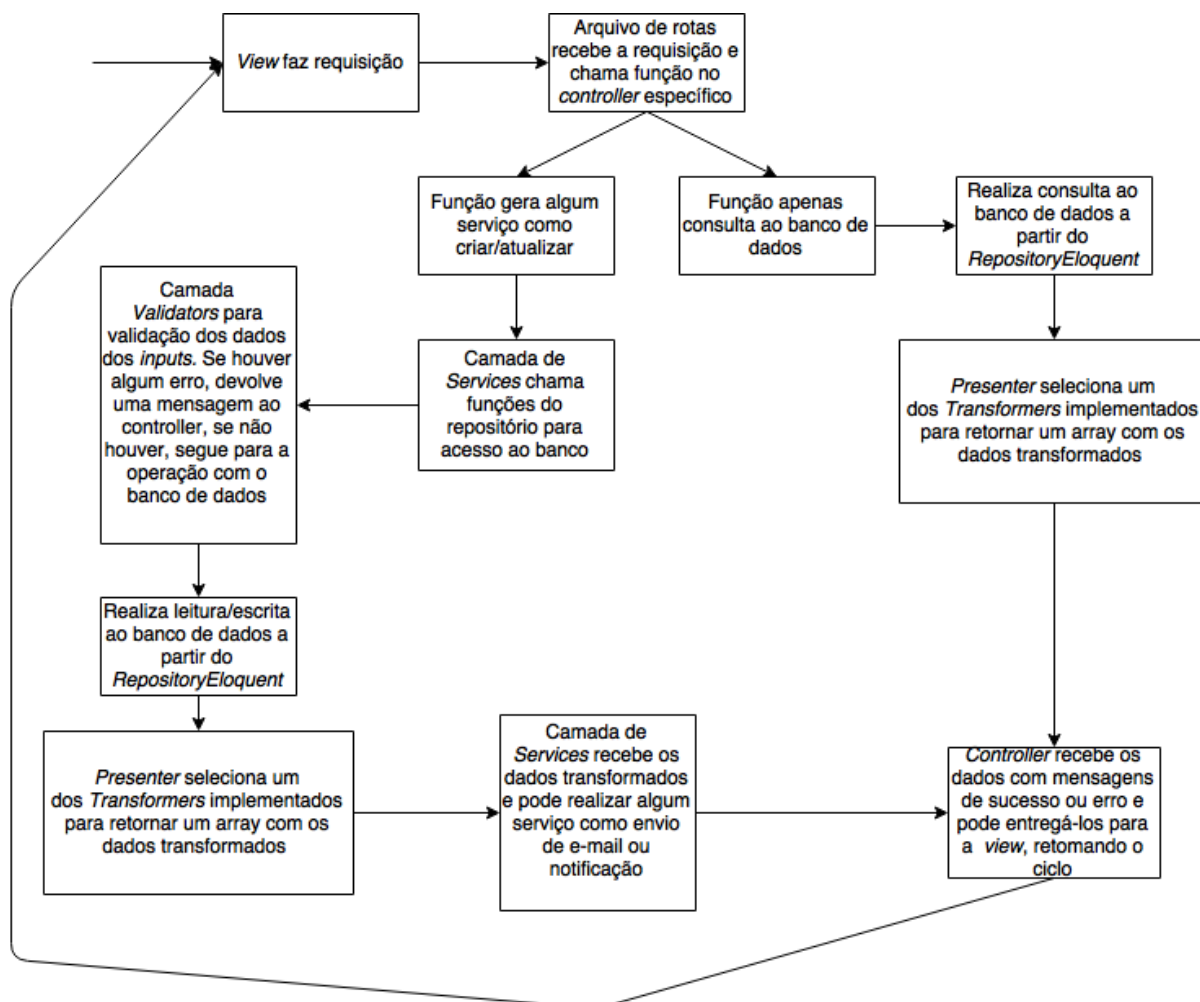 View faz requisição
Arquivo de rotas
recebe a requisição e
chama função no
controller específico
Função gera algum
serviço como
criar/atualizar
Função apenas
consulta ao banco de
dados
Realiza consulta ao
banco de dados a
partir do
RepositoryEloquent
Camada
Validators para
validação dos dados
dos inputs. Se houver
algum erro, devolve
uma mensagem ao
controller, se não
houver, segue para a
operação com o
banco de dados
Camada de
Services chama
funções do
repositório para
acesso ao banco
Presenter seleciona um
dos Transformers implementados
para retornar um array com os
dados transformados
Realiza leitura/escrita
ao banco de dados a
partir do
RepositoryEloquent
Presenter seleciona um
dos Transformers implementados
para retornar um array com os
dados transformados
Camada de
Services recebe os
dados transformados
e pode realizar algum
serviço como envio
de e-mail ou
notificação
Controller recebe os
dados com mensagens
de sucesso ou erro e
pode entregá-los para
a view, retomando o
ciclo